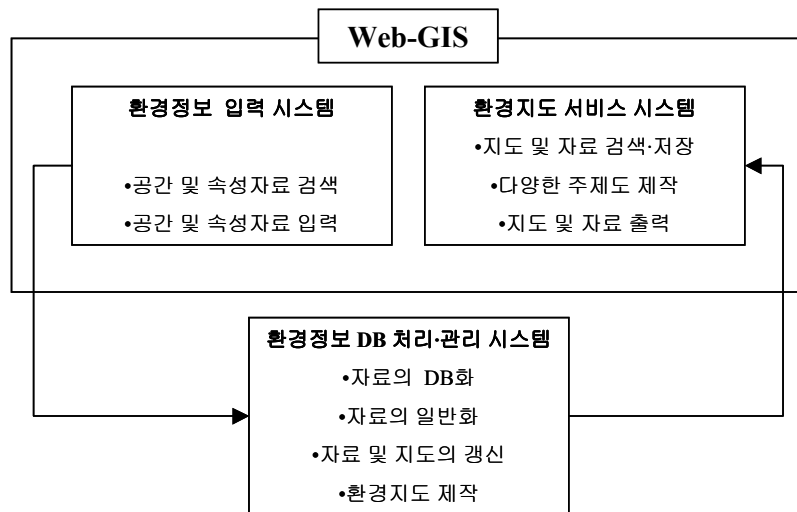 Web-GIS
환경정보 입력 시스템
•공간 및 속성자료 검색
•공간 및 속성자료 입력
환경지도 서비스 시스템
•지도 및 자료 검색·저장
•다양한 주제도 제작
•지도 및 자료 출력
환경정보 DB 처리·관리 시스템
•자료의 DB화
•자료의 일반화
•자료 및 지도의 갱신
•환경지도 제작